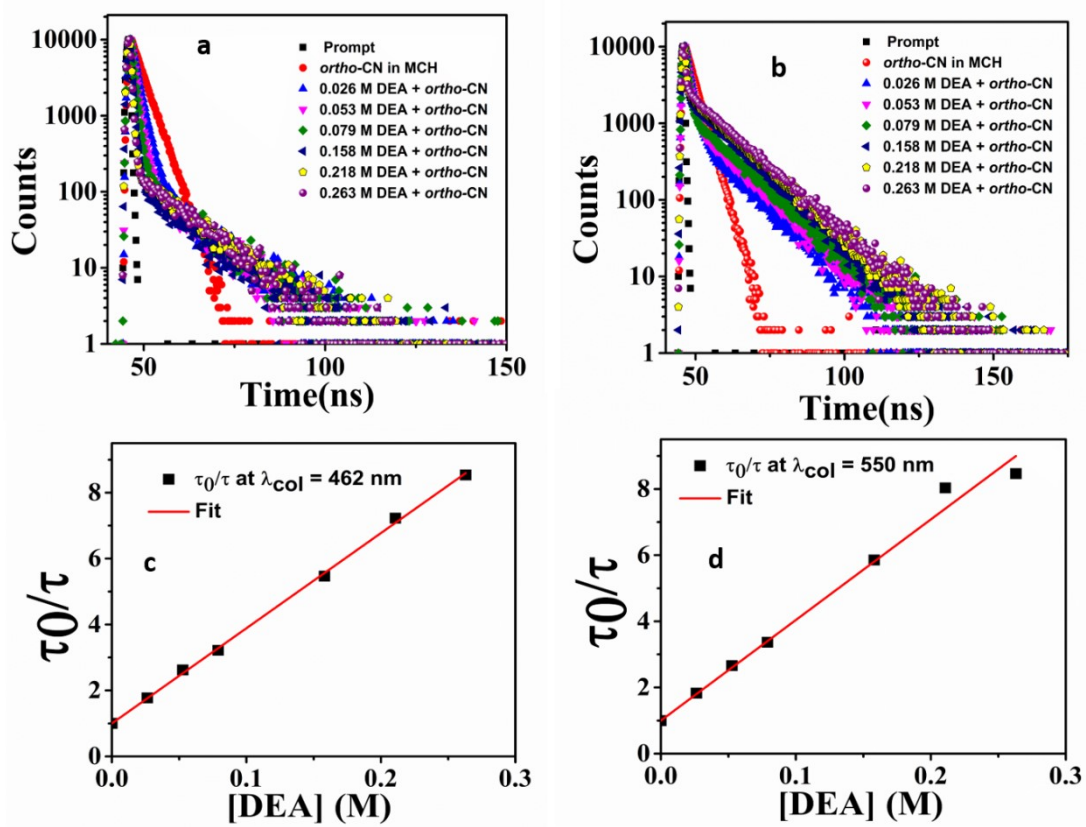 a
Prompt
ortho-CN in MCH
0.026 M DEA + ortho-CN
0.053 M DEA + ortho-CN
0.079 M DEA + ortho-CN
0.158 M DEA + ortho-CN
0.218 M DEA + ortho-CN
0.263 M DEA + ortho-CN
10000
1000
100
10
1
Counts
50
100
150
Time(ns)
b
Prompt
ortho-CN in MCH
0.026 M DEA + ortho-CN
0.053 M DEA + ortho-CN
0.079 M DEA + ortho-CN
0.158 M DEA + ortho-CN
0.218 M DEA + ortho-CN
0.263 M DEA + ortho-CN
10000
1000
100
10
1
Counts
50
100
150
Time(ns)
τ0/τ at λcol = 462 nm
Fit
c
8
6
4
2
0
τ0/τ
0.0
0.1
0.2
0.3
[DEA] (M)
τ0/τ at λcol = 550 nm
Fit
d
8
6
4
2
0
τ0/τ
0.0
0.1
0.2
0.3
[DEA] (M)